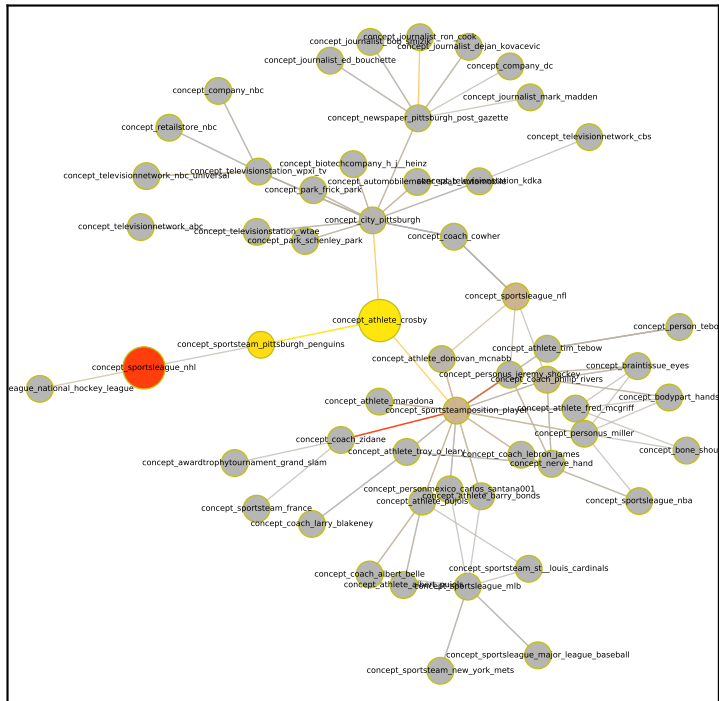 concept_journalist_ron_cook
concept_journalist_bob_smizik
concept_journalist_dejan_kovacevic
concept_journalist_ed_bouchette
concept_company_dc
concept_company_nbc
concept_journalist_mark_madden
concept_newspaper_pittsburgh_post_gazette
concept_retailstore_nbc
concept_televisionnetwork_cbs
concept_biotechcompany_h_j__heinz
concept_televisionstation_wpxi_tv
concept_televisionnetwork_nbc_universal
concept_televisionstation_kdka
concept_park_frick_park
concept_city_pittsburgh
concept_televisionnetwork_abc
concept_televisionstation_wtae
concept_park_schenley_park
concept_coach_cowher
concept_sportsleague_nfl
concept_athlete_crosby
concept_person_tebo
concept_sportsteam_pittsburgh_penguins
concept_athlete_tim_tebow
concept_athlete_donovan_mcnabb
concept_sportsleague_nhl
concept_braintissue_eyes
concept_personus_jeremy_shockey
concept_coach_philip_rivers
eague_national_hockey_league
concept_bodypart_hands
concept_athlete_maradona
concept_athlete_fred_mcgriff
concept_sportsteamposition_player
concept_personus_miller
concept_coach_zidane
concept_bone_shou
concept_athlete_troy_o_leary
concept_coach_lebron_james
concept_awardtrophytournament_grand_slam
concept_nerve_hand
concept_personmexico_carlos_santana001
concept_athlete_barry_bonds
concept_sportsleague_nba
concept_athlete_pujols
concept_sportsteam_france
concept_coach_larry_blakeney
concept_sportsteam_st__louis_cardinals
concept_coach_albert_belle
concept_athlete_albert_pujols
concept_sportsleague_mlb
concept_sportsleague_major_league_baseball
concept_sportsteam_new_york_mets